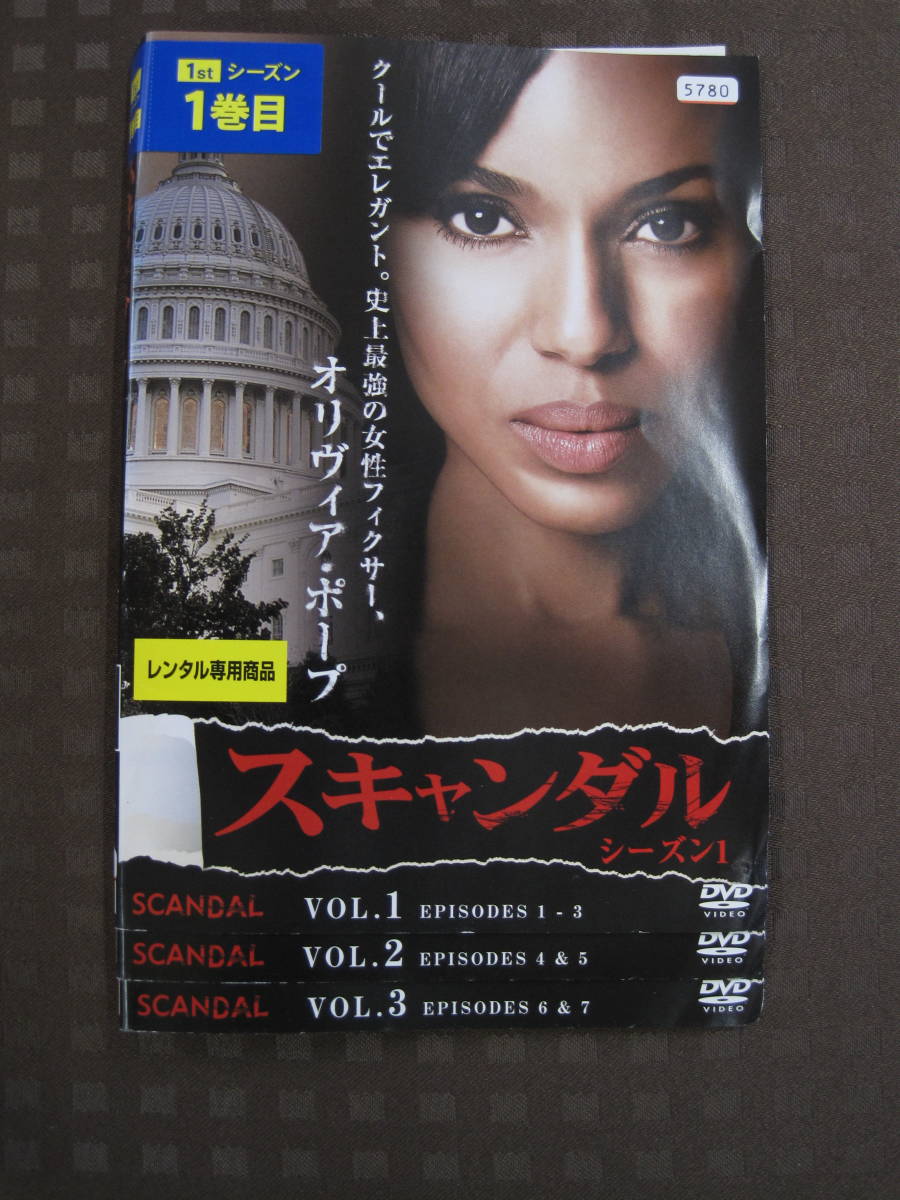 1st シーズン
1巻目
5780
クールでエレガント。史上最強の女性フィクサー、
オリヴィア・ポープ
レンタル専用商品
スキャンダル
シーズン1
SCANDAL VOL.1 EPISODES 1 - 3 DVD VIDEO
SCANDAL VOL.2 EPISODES 4 & 5 DVD VIDEO
SCANDAL VOL.3 EPISODES 6 & 7 DVD VIDEO